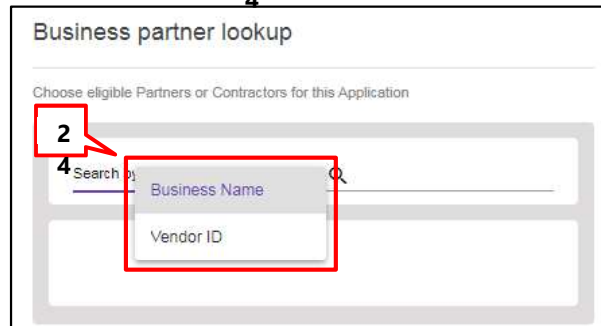 4
Business partner lookup
Choose eligible Partners or Contractors for this Application
2
4
Search by
Business Name
Vendor ID